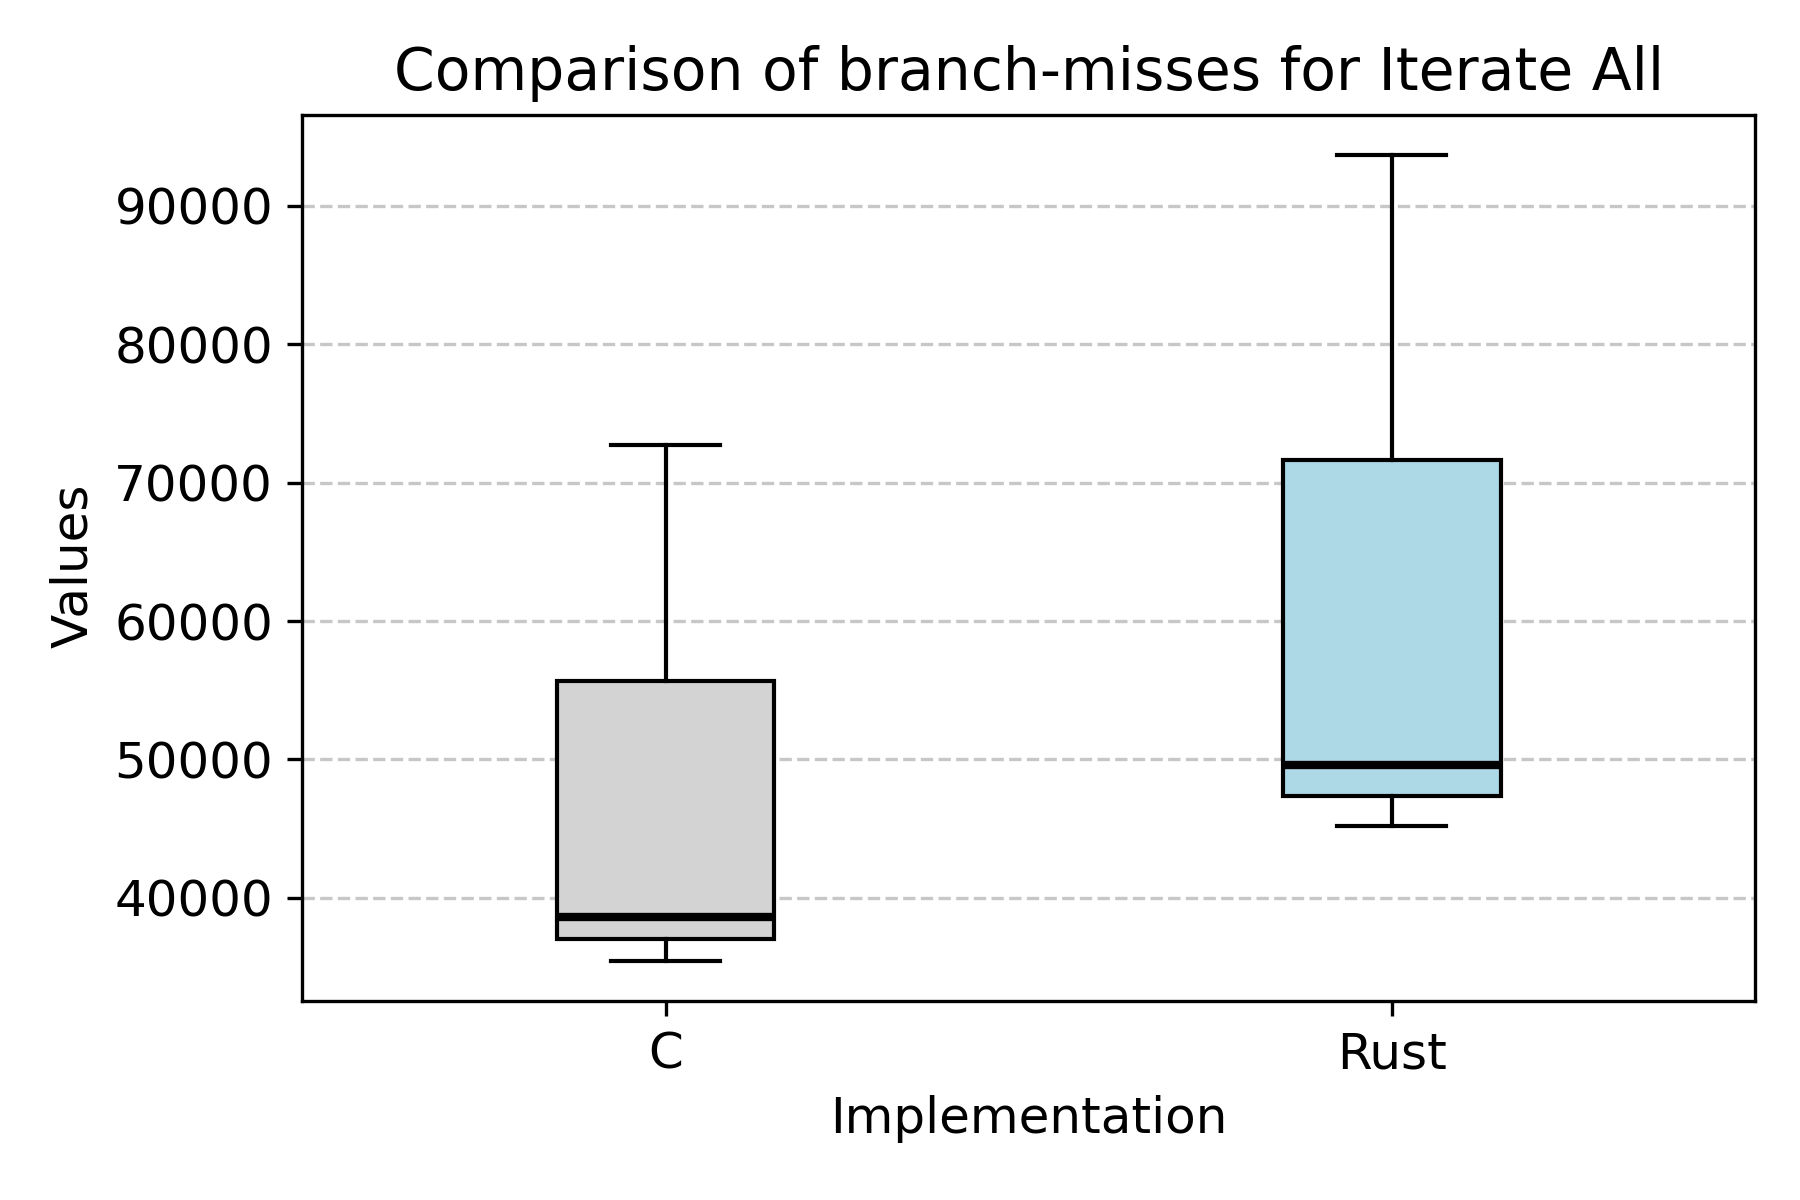 Comparison of branch-misses for Iterate All
90000
80000
70000
60000
50000
40000
Values
C
Rust
Implementation